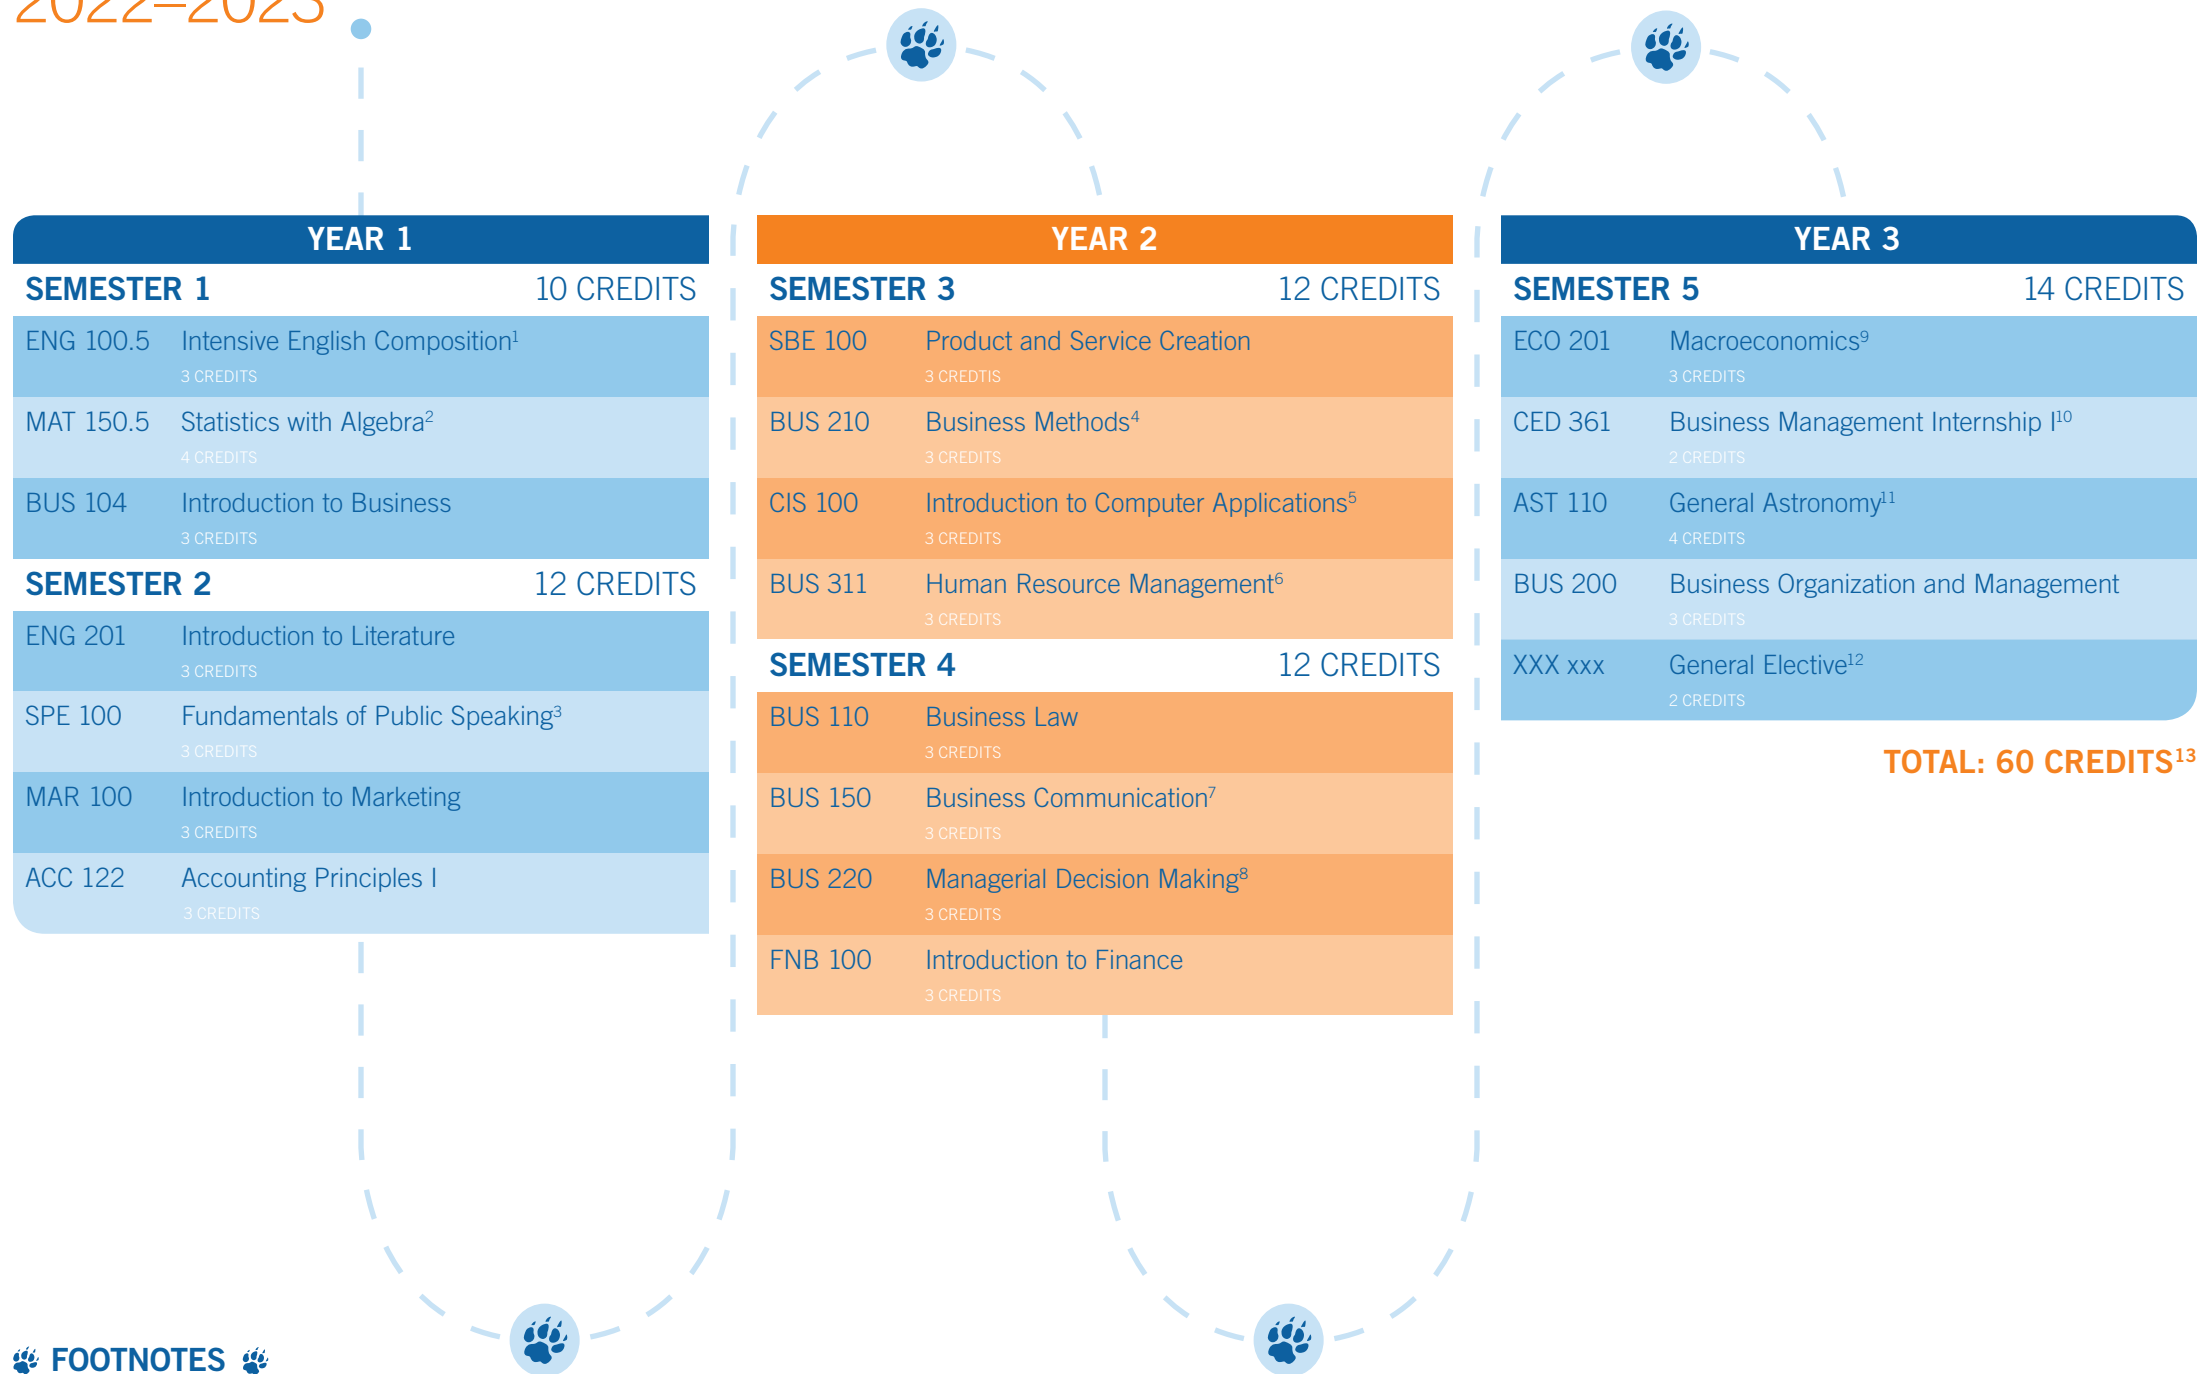 2022–2023
YEAR 1
SEMESTER 1 10 CREDITS
ENG 100.5 Intensive English Composition¹
3 CREDITS
MAT 150.5 Statistics with Algebra²
4 CREDITS
BUS 104 Introduction to Business
3 CREDITS
SEMESTER 2 12 CREDITS
ENG 201 Introduction to Literature
3 CREDITS
SPE 100 Fundamentals of Public Speaking³
3 CREDITS
MAR 100 Introduction to Marketing
3 CREDITS
ACC 122 Accounting Principles I
3 CREDITS
YEAR 2
SEMESTER 3 12 CREDITS
SBE 100 Product and Service Creation
3 CREDTIS
BUS 210 Business Methods⁴
3 CREDITS
CIS 100 Introduction to Computer Applications⁵
3 CREDITS
BUS 311 Human Resource Management⁶
3 CREDITS
SEMESTER 4 12 CREDITS
BUS 110 Business Law
3 CREDITS
BUS 150 Business Communication⁷
3 CREDITS
BUS 220 Managerial Decision Making⁸
3 CREDITS
FNB 100 Introduction to Finance
3 CREDITS
YEAR 3
SEMESTER 5 14 CREDITS
ECO 201 Macroeconomics⁹
3 CREDITS
CED 361 Business Management Internship I¹⁰
2 CREDITS
AST 110 General Astronomy¹¹
4 CREDITS
BUS 200 Business Organization and Management
3 CREDITS
XXX xxx General Elective¹²
2 CREDITS
TOTAL: 60 CREDITS¹³
FOOTNOTES